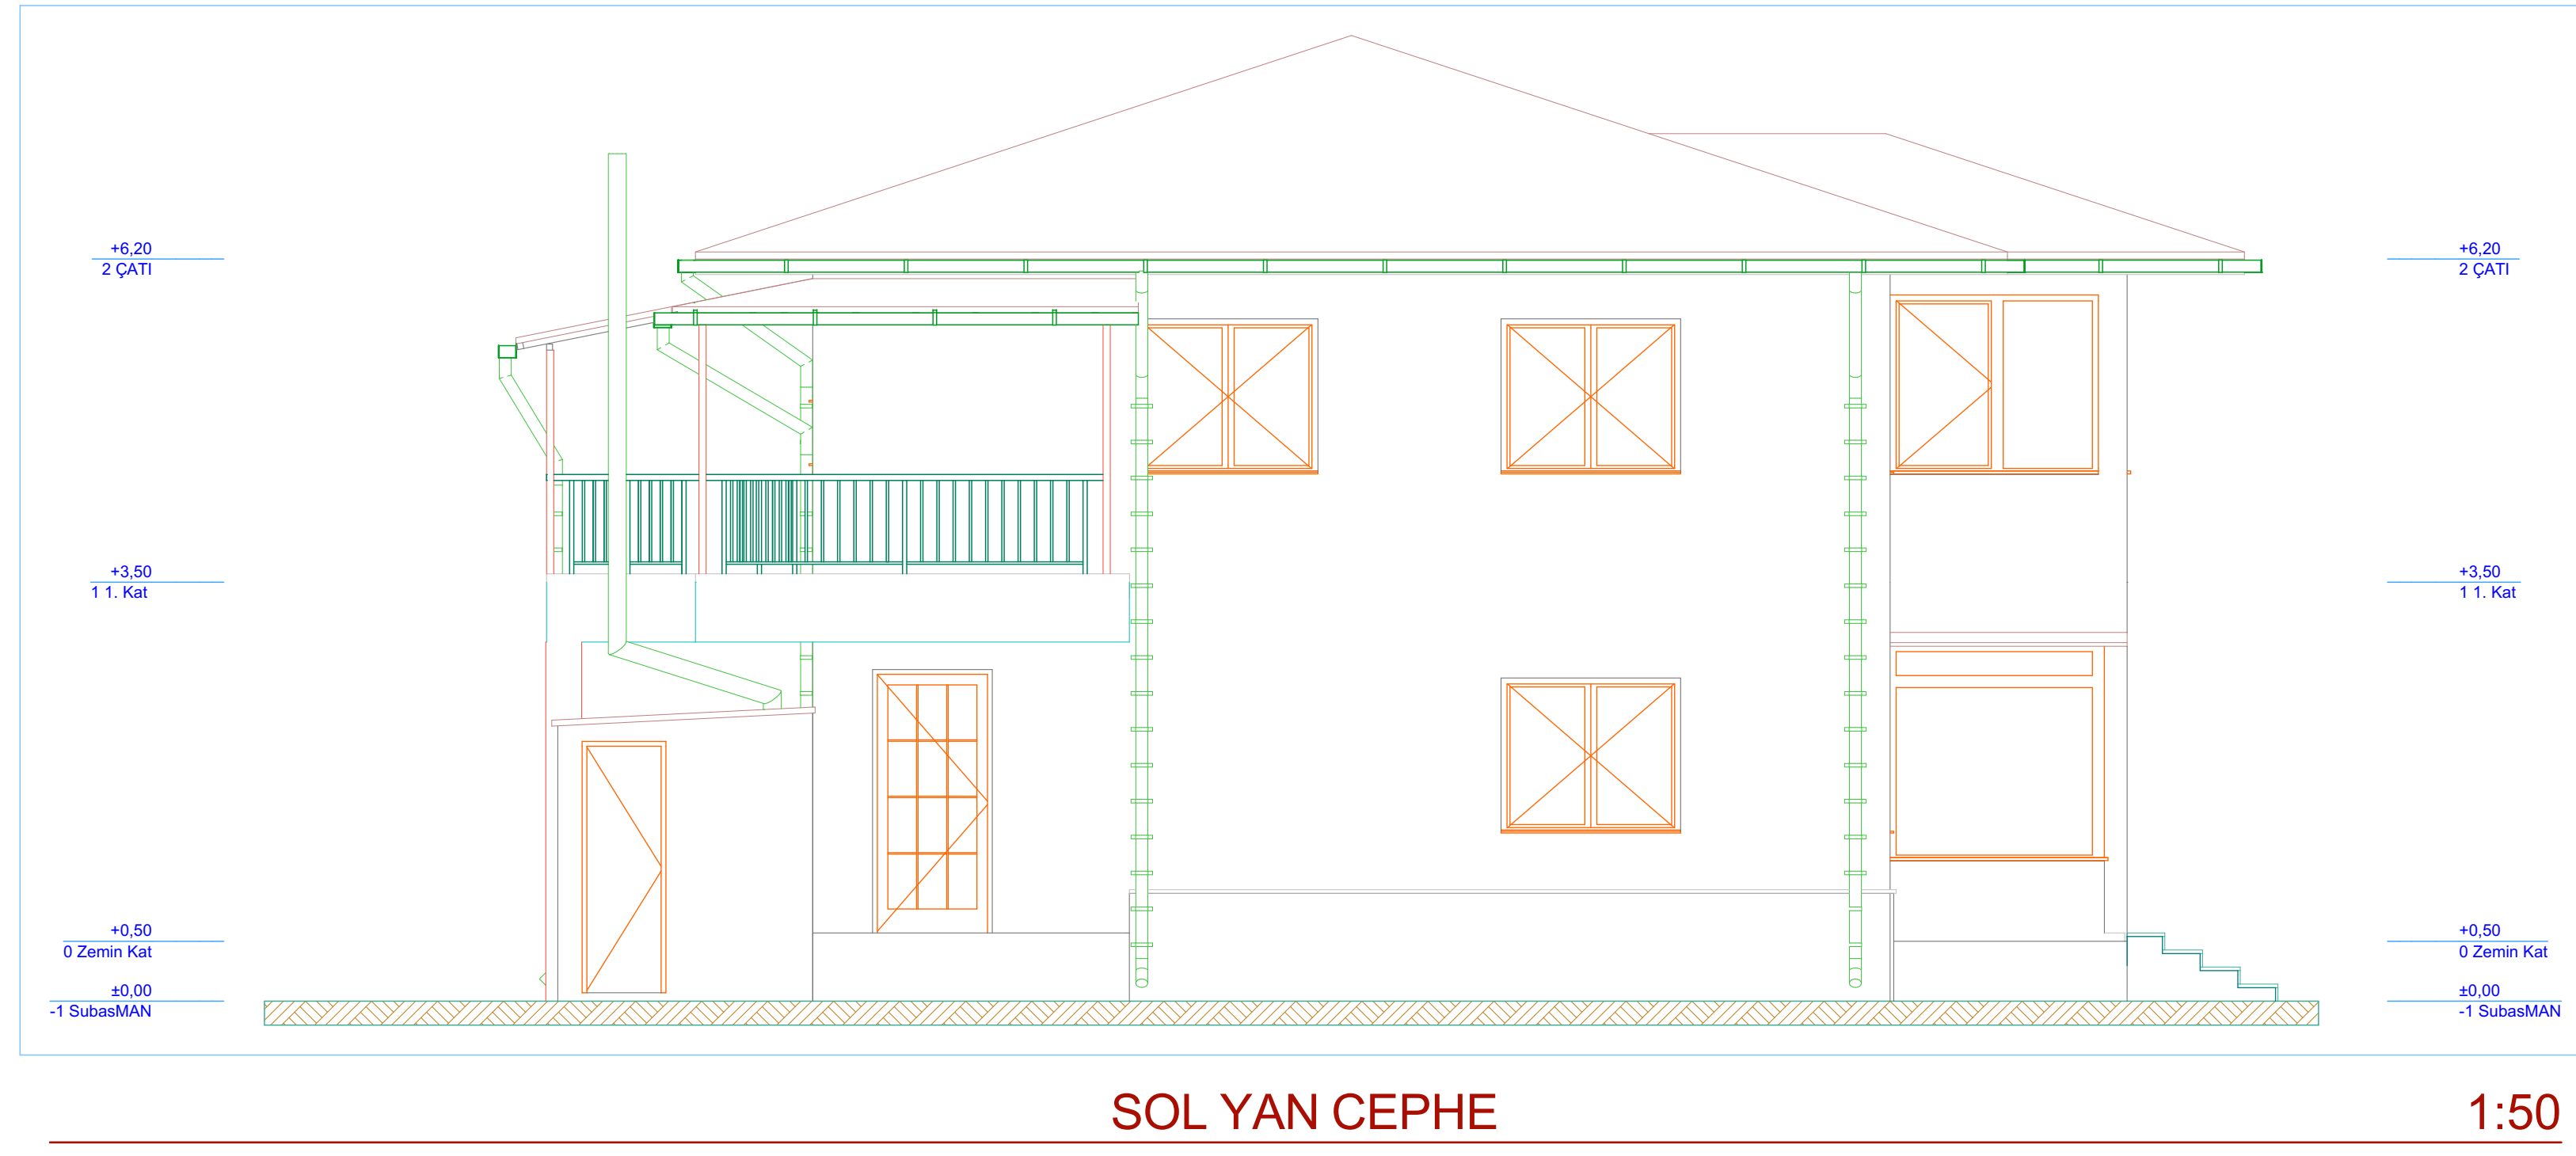 +6,20
2 ÇATI
+3,50
1 1. Kat
+0,50
0 Zemin Kat
±0,00
-1 SubasMAN
+6,20
2 ÇATI
+3,50
1 1. Kat
+0,50
0 Zemin Kat
±0,00
-1 SubasMAN
SOL YAN CEPHE
1:50